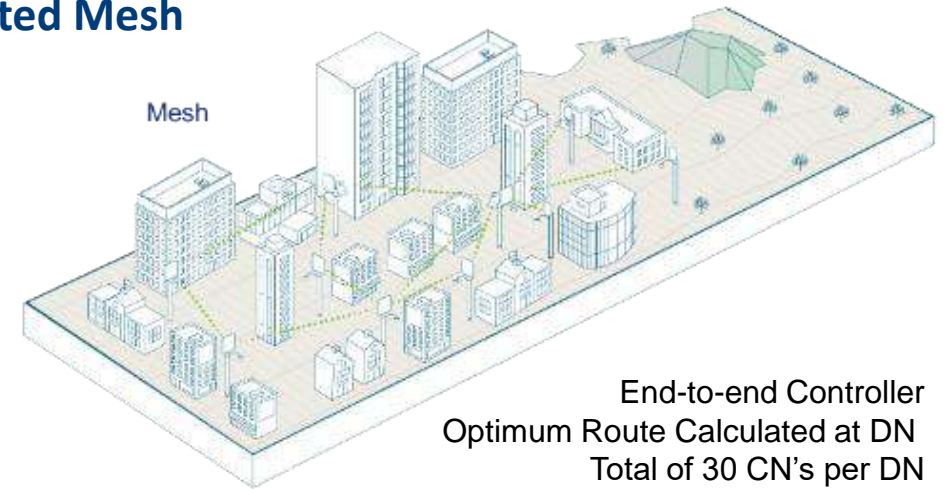 ted Mesh
Mesh
End-to-end Controller
Optimum Route Calculated at DN
Total of 30 CN's per DN